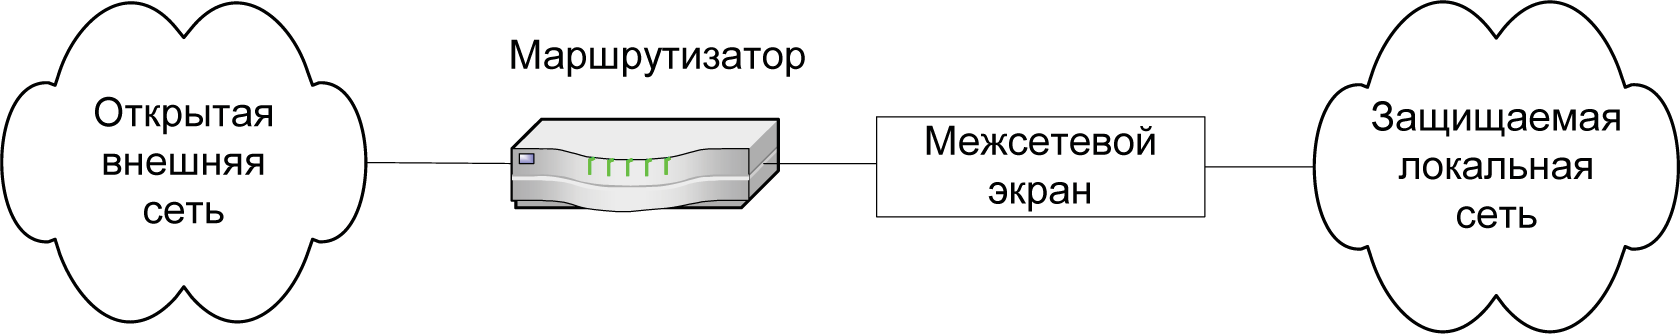 Открытая
внешняя
сеть
Маршрутизатор
Межсетевой
экран
Защищаемая
локальная
сеть